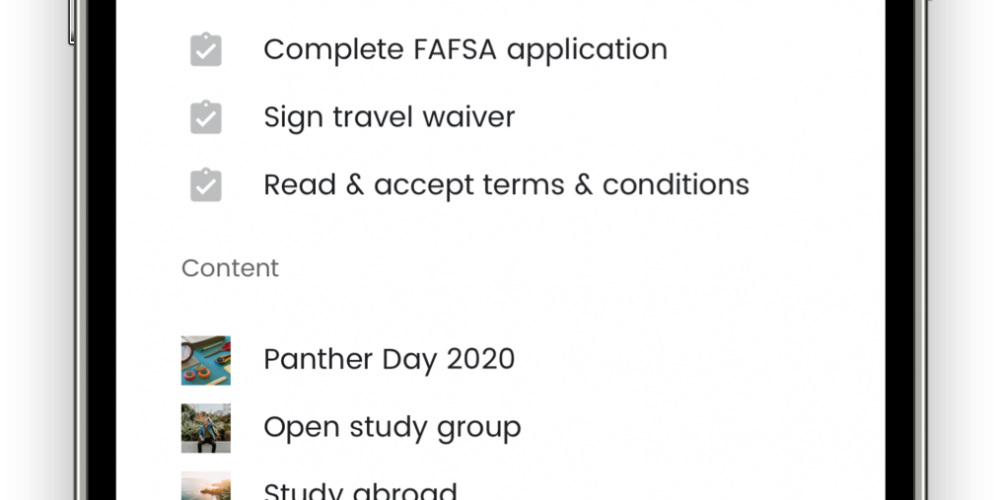 Complete FAFSA application
Sign travel waiver
Read & accept terms & conditions
Content
Panther Day 2020
Open study group
Study abroad